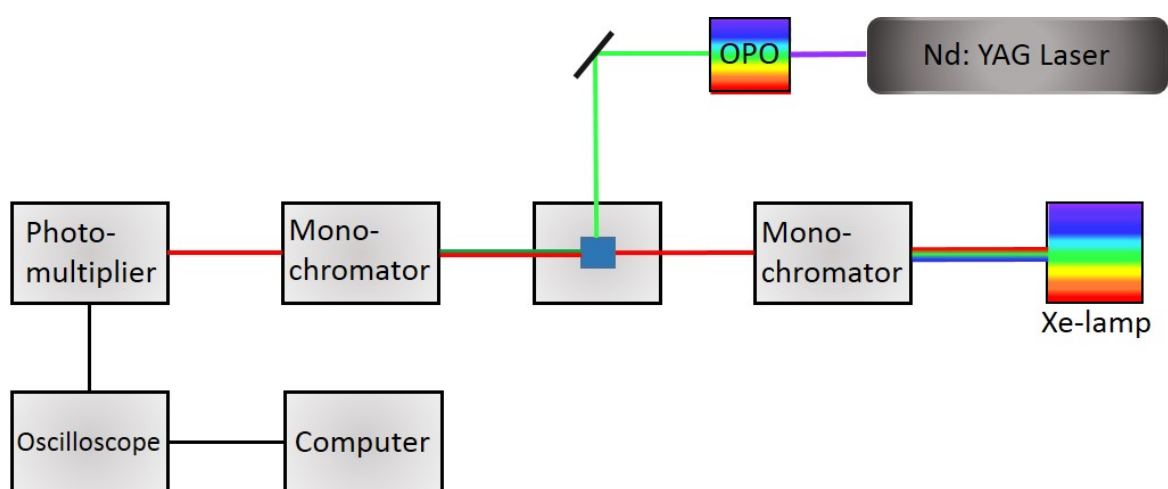 OPO
Nd: YAG Laser
Photo-
multiplier
Mono-
chromator
Mono-
chromator
Xe-lamp
Oscilloscope
Computer